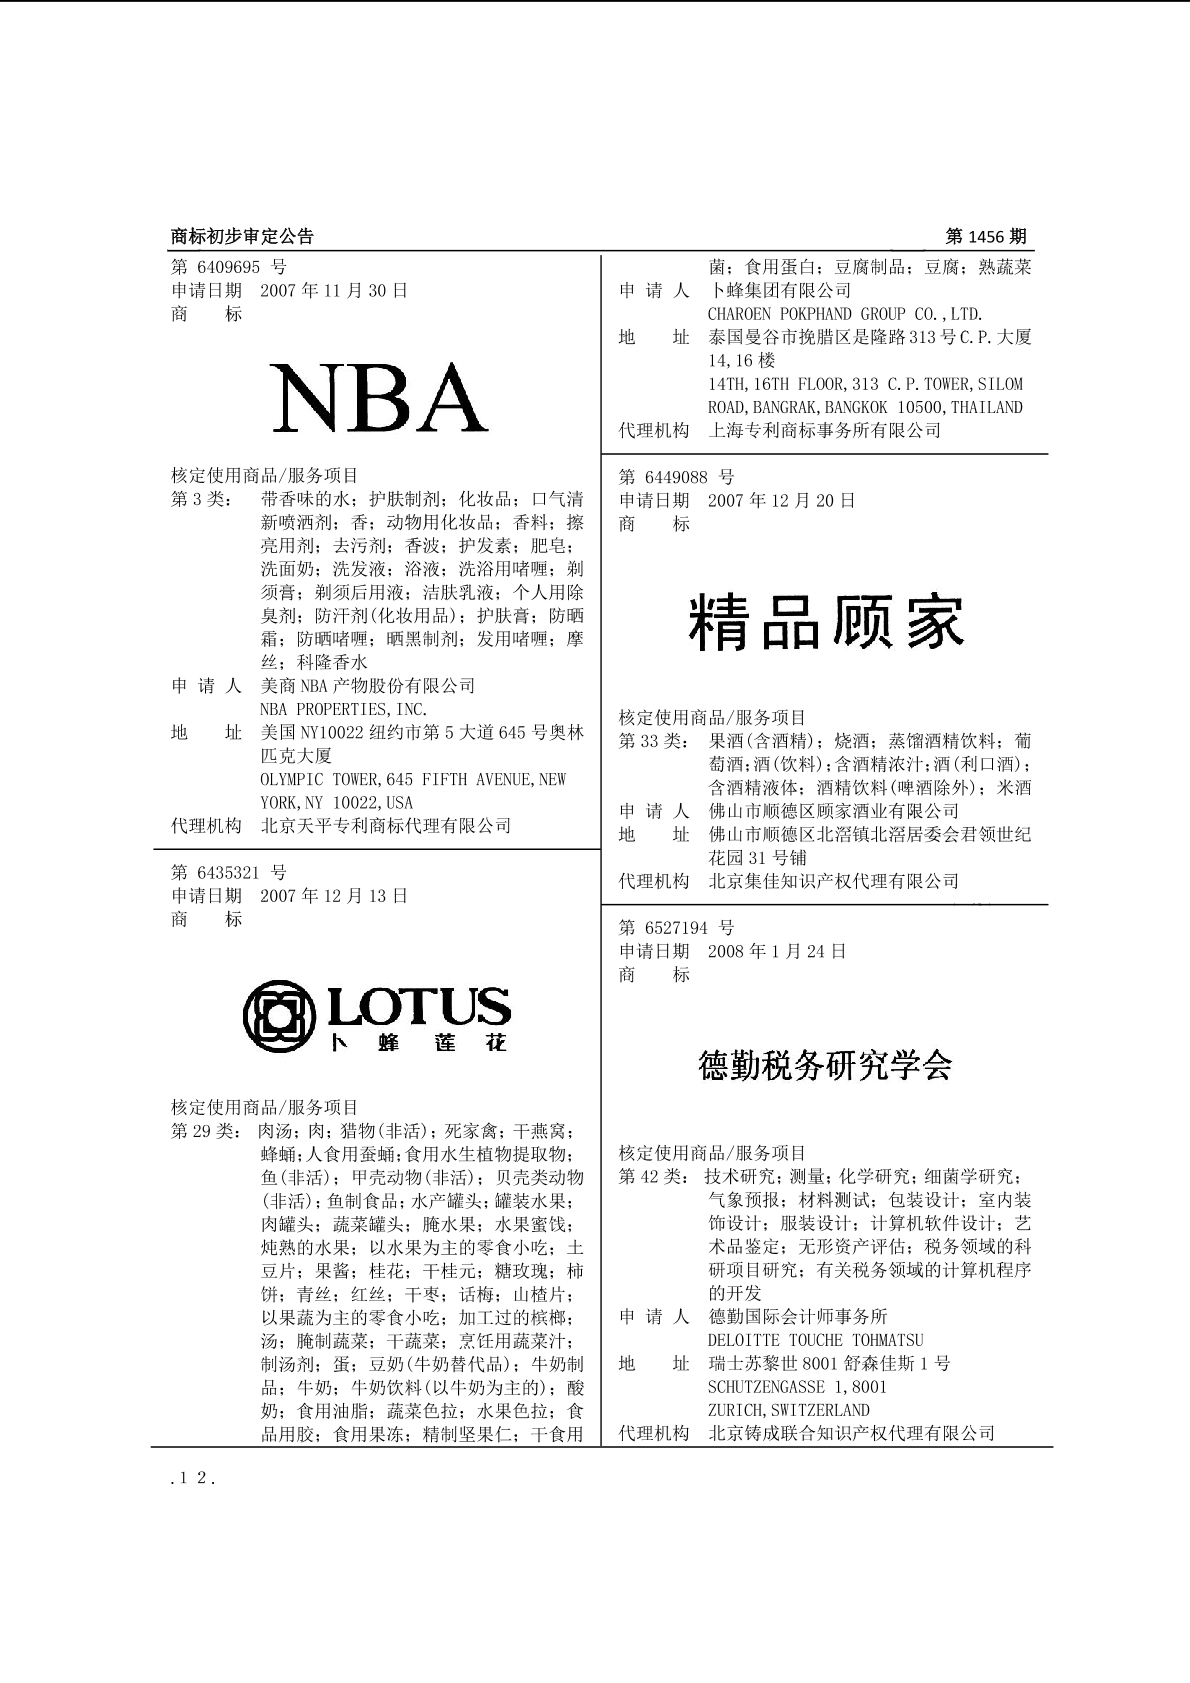 商标初步审定公告
第 1456 期
第 6409695 号
申请日期 2007 年 11 月 30 日
商 标
NBA
核定使用商品/服务项目
第 3 类: 带香味的水; 护肤制剂; 化妆品; 口气清
新喷洒剂; 香; 动物用化妆品; 香料; 擦
亮用剂; 去污剂; 香波; 护发素; 肥皂;
洗面奶; 洗发液; 浴液; 洗浴用啫喱; 剃
须膏; 剃须后用液; 洁肤乳液; 个人用除
臭剂; 防汗剂(化妆用品); 护肤膏; 防晒
霜; 防晒啫喱; 晒黑制剂; 发用啫喱; 摩
丝; 科隆香水
申 请 人 美商 NBA 产物股份有限公司
NBA PROPERTIES,INC.
地 址 美国 NY10022 纽约市第 5 大道 645 号奥林
匹克大厦
OLYMPIC TOWER,645 FIFTH AVENUE,NEW
YORK,NY 10022,USA
代理机构 北京天平专利商标代理有限公司
第 6435321 号
申请日期 2007 年 12 月 13 日
商 标
LOTUS
卜蜂莲花
核定使用商品/服务项目
第 29 类: 肉汤; 肉; 猎物(非活); 死家禽; 干燕窝;
蜂蛹;人食用蚕蛹;食用水生植物提取物;
鱼(非活); 甲壳动物(非活); 贝壳类动物
(非活);鱼制食品;水产罐头;罐装水果;
肉罐头; 蔬菜罐头; 腌水果; 水果蜜饯;
炖熟的水果; 以水果为主的零食小吃; 土
豆片; 果酱; 桂花; 干桂元; 糖玫瑰; 柿
饼; 青丝; 红丝; 干枣; 话梅; 山楂片;
以果蔬为主的零食小吃; 加工过的槟榔;
汤; 腌制蔬菜; 干蔬菜; 烹饪用蔬菜汁;
制汤剂; 蛋; 豆奶(牛奶替代品); 牛奶制
品; 牛奶; 牛奶饮料(以牛奶为主的); 酸
奶; 食用油脂; 蔬菜色拉; 水果色拉; 食
品用胶; 食用果冻; 精制坚果仁; 干食用
菌; 食用蛋白; 豆腐制品; 豆腐; 熟蔬菜
申 请 人 卜蜂集团有限公司
CHAROEN POKPHAND GROUP CO.,LTD.
地 址 泰国曼谷市挽腊区是隆路 313 号 C.P.大厦
14,16 楼
14TH,16TH FLOOR,313 C.P.TOWER,SILOM
ROAD,BANGRAK,BANGKOK 10500,THAILAND
代理机构 上海专利商标事务所有限公司
第 6449088 号
申请日期 2007 年 12 月 20 日
商 标
精品顾家
核定使用商品/服务项目
第 33 类: 果酒(含酒精); 烧酒; 蒸馏酒精饮料; 葡
萄酒;酒(饮料);含酒精浓汁;酒(利口酒);
含酒精液体; 酒精饮料(啤酒除外); 米酒
申 请 人 佛山市顺德区顾家酒业有限公司
地 址 佛山市顺德区北滘镇北滘居委会君领世纪
花园 31 号铺
代理机构 北京集佳知识产权代理有限公司
第 6527194 号
申请日期 2008 年 1 月 24 日
商 标
德勤税务研究学会
核定使用商品/服务项目
第 42 类: 技术研究; 测量; 化学研究; 细菌学研究;
气象预报; 材料测试; 包装设计; 室内装
饰设计; 服装设计; 计算机软件设计; 艺
术品鉴定; 无形资产评估; 税务领域的科
研项目研究; 有关税务领域的计算机程序
的开发
申 请 人 德勤国际会计师事务所
DELOITTE TOUCHE TOHMATSU
地 址 瑞士苏黎世 8001 舒森佳斯 1 号
SCHUTZENGASSE 1,8001
ZURICH,SWITZERLAND
代理机构 北京铸成联合知识产权代理有限公司
.12.